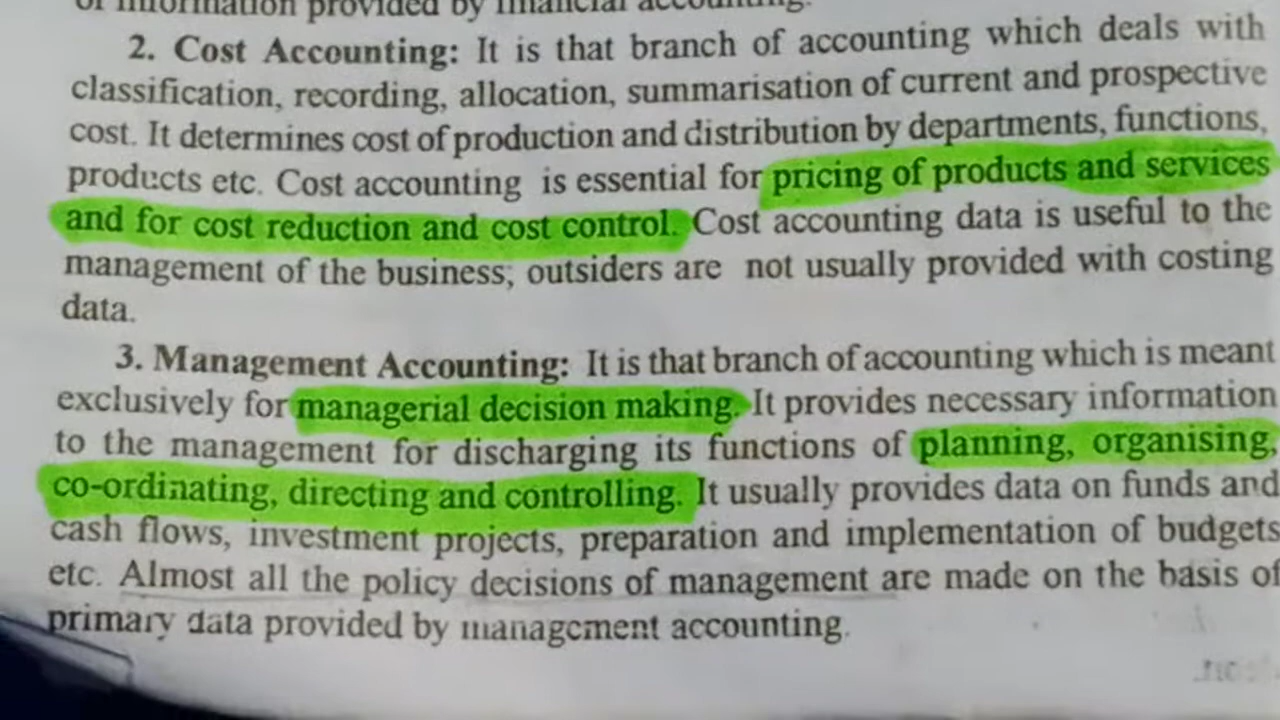 of information provided by financial accounting.
2. Cost Accounting: It is that branch of accounting which deals with
classification, recording, allocation, summarisation of current and prospective
cost. It determines cost of production and distribution by departments, functions,
products etc. Cost accounting is essential for pricing of products and services
and for cost reduction and cost control. Cost accounting data is useful to the
management of the business; outsiders are not usually provided with costing
data.
3. Management Accounting: It is that branch of accounting which is meant
exclusively for managerial decision making. It provides necessary information
to the management for discharging its functions of planning, organising,
co-ordinating, directing and controlling. It usually provides data on funds and
cash flows, investment projects, preparation and implementation of budgets
etc. Almost all the policy decisions of management are made on the basis of
primary data provided by management accounting.